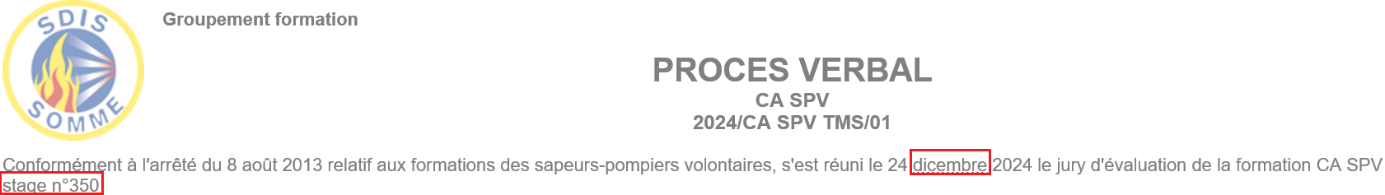 SDIS
SOMME
Groupement formation
PROCES VERBAL
CA SPV
2024/CA SPV TMS/01
Conformément à l'arrêté du 8 août 2013 relatif aux formations des sapeurs-pompiers volontaires, s'est réuni le 24 dicembre 2024 le jury d'évaluation de la formation CA SPV
stage n°350